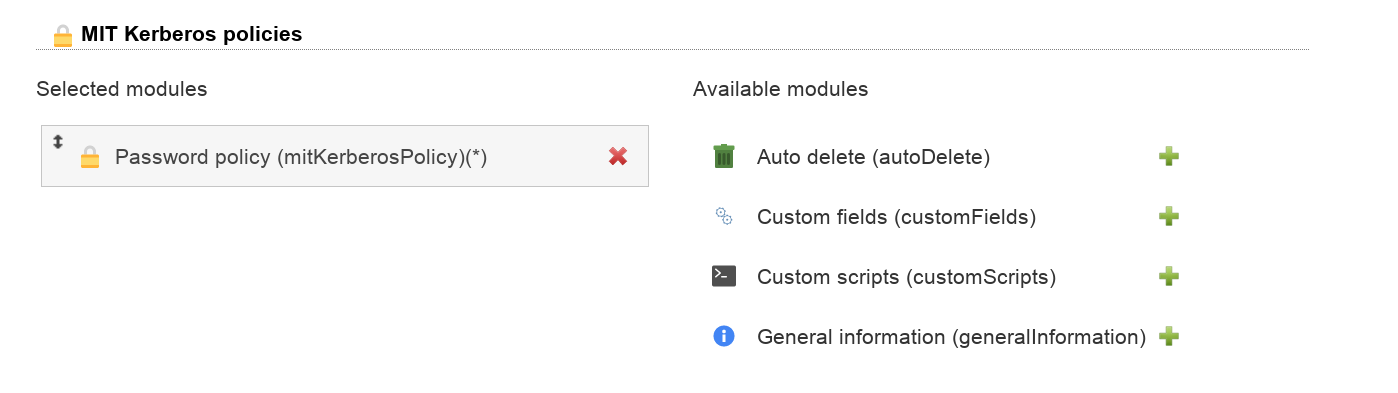 MIT Kerberos policies
Selected modules
Available modules
Password policy (mitKerberosPolicy)(*)
Auto delete (autoDelete)
Custom fields (customFields)
Custom scripts (customScripts)
General information (generalInformation)